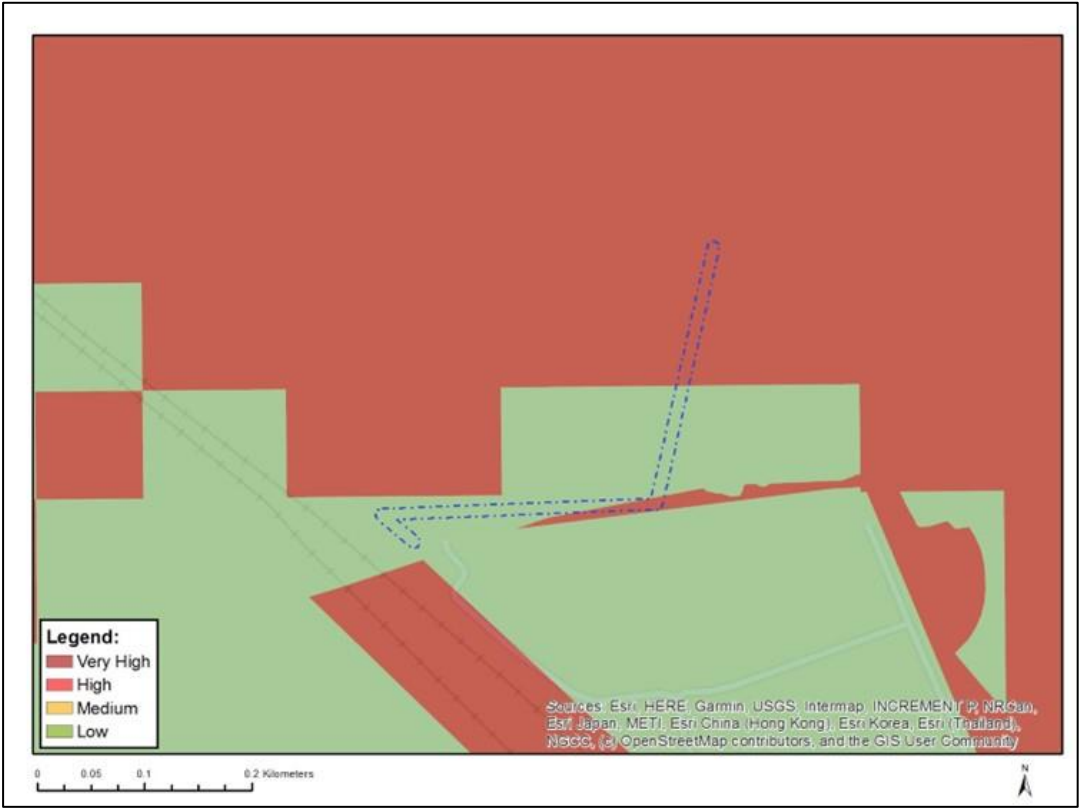 Legend:
Very High
High
Medium
Low
Sources: Esri, HERE, Garmin, USGS, Intermap, INCREMENT P, NRCan,
Esri Japan, METI, Esri China (Hong Kong), Esri Korea, Esri (Thailand),
NGCC, (c) OpenStreetMap contributors, and the GIS User Community
0 0.05 0.1 0.2 Kilometers
N